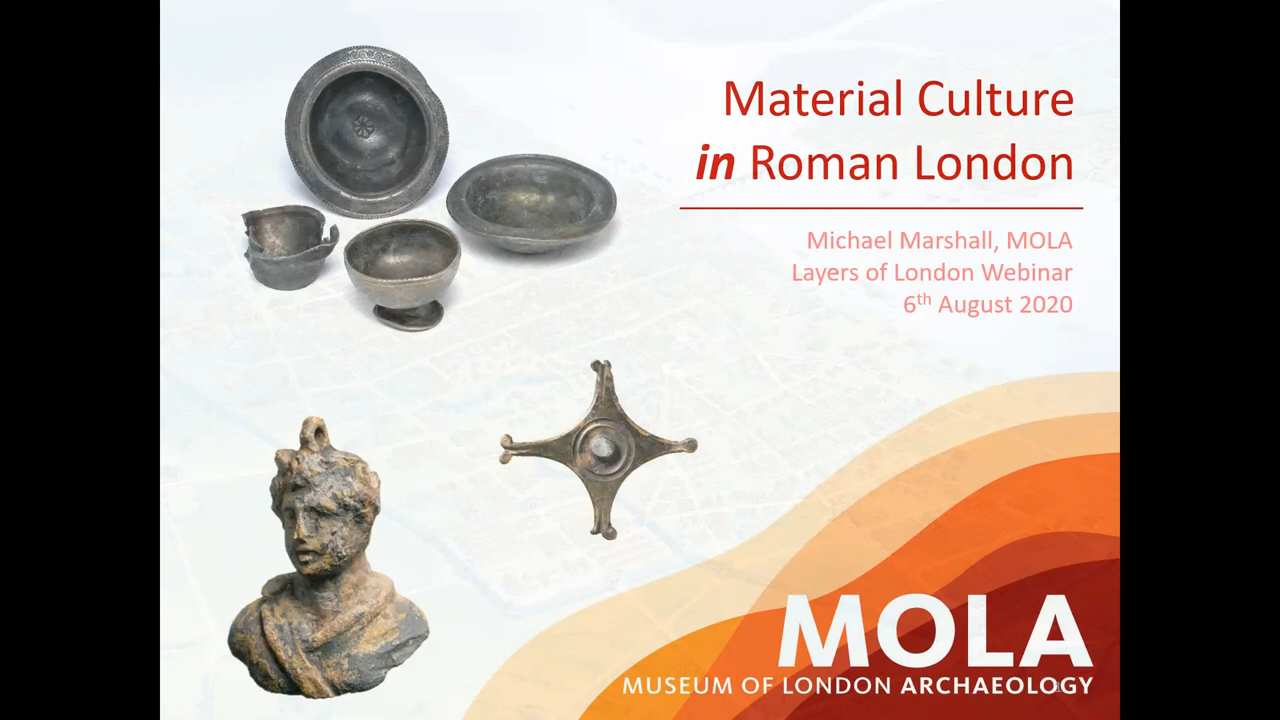 Material Culture
in Roman London
Michael Marshall, MOLA
Layers of London Webinar
6th August 2020
MOLA
MUSEUM OF LONDON ARCHAEOLOGY